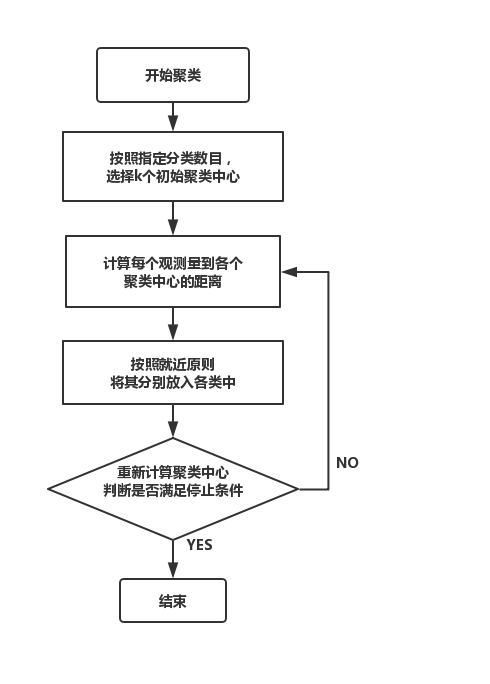 开始聚类
按照指定分类数目，
选择k个初始聚类中心
计算每个观测量到各个
聚类中心的距离
按照就近原则
将其分别放入各类中
重新计算聚类中心
判断是否满足停止条件
NO
YES
结束